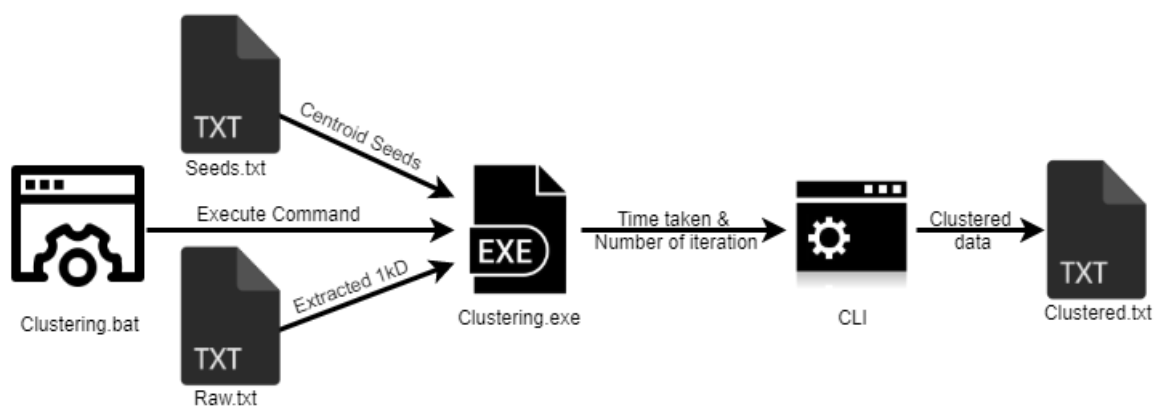 TXT
Seeds.txt
Centroid Seeds
Execute Command
Clustering.bat
TXT
Raw.txt
Extracted 1kD
EXE
Clustering.exe
Time taken &
Number of iteration
CLI
Clustered
data
TXT
Clustered.txt